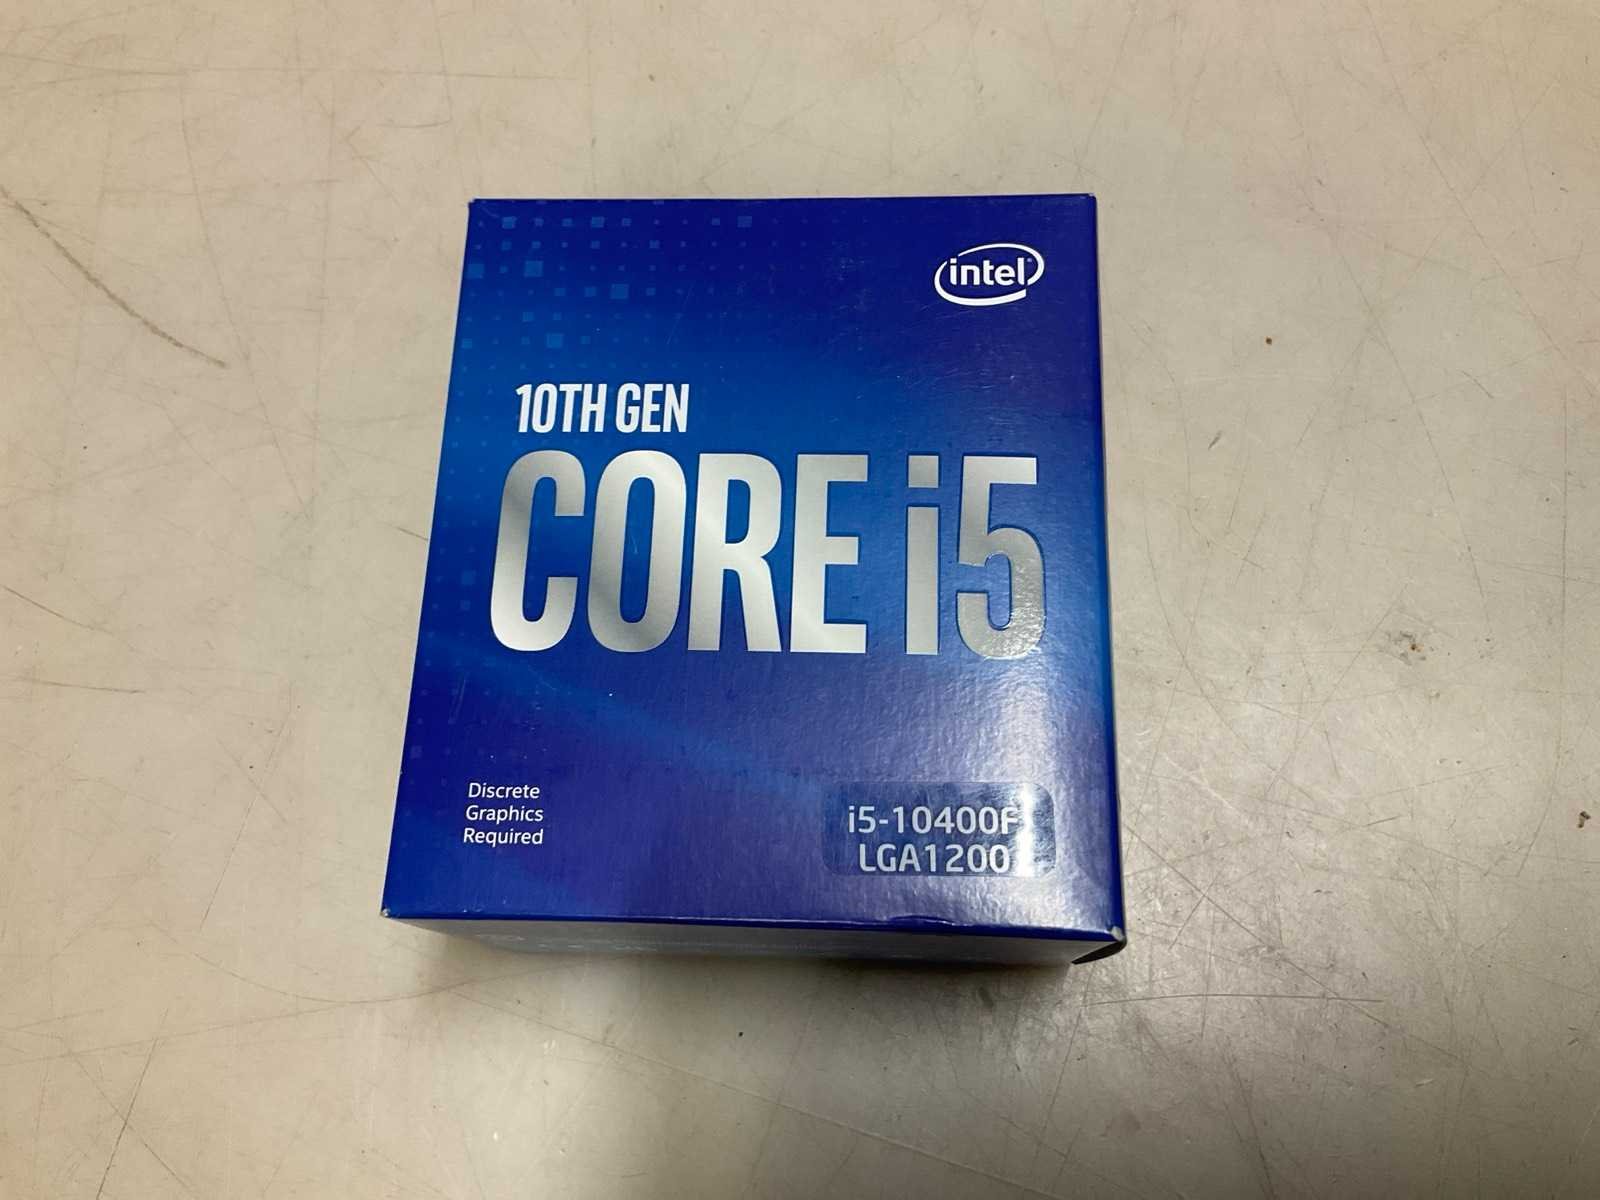 intel
10TH GEN
CORE i5
Discrete
Graphics
Required
i5-10400F
LGA1200